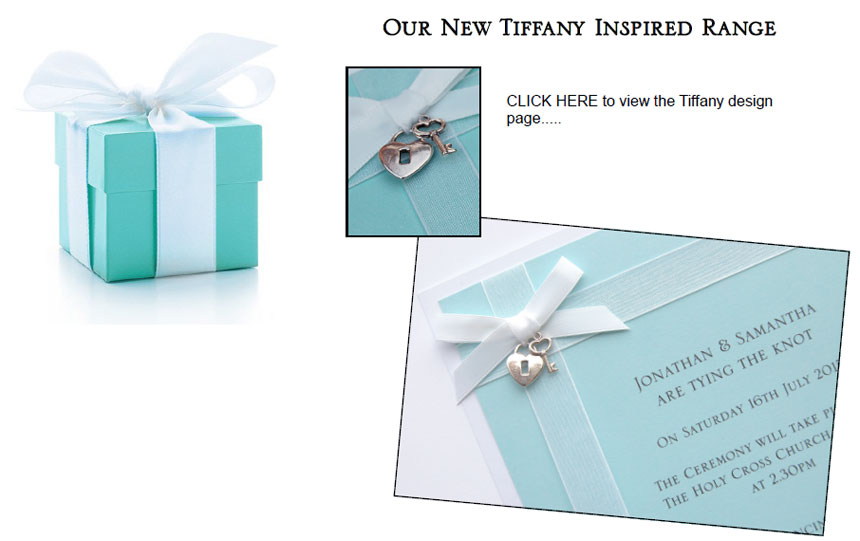 Our New Tiffany Inspired Range
CLICK HERE to view the Tiffany design
page.....
Jonathan & Samantha
are tying the knot
On Saturday 16th July
The Ceremony will take
The Holy Cross Church
at 2.30pm